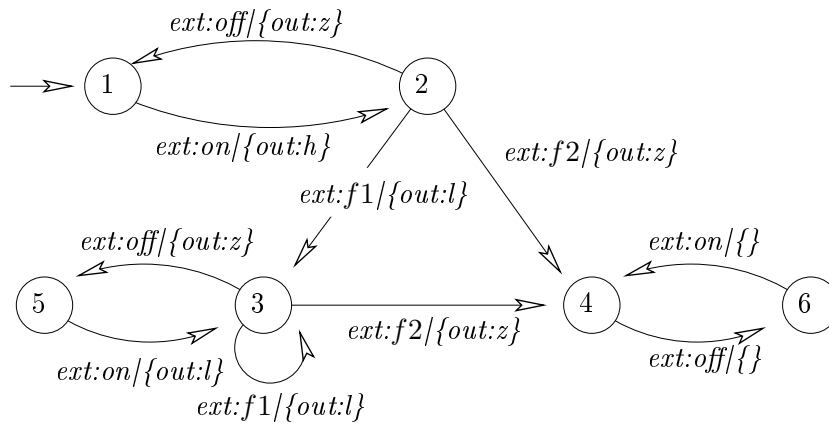 ext:off|{out:z}
1
2
ext:on|{out:h}
ext:f2|{out:z}
ext:f1|{out:l}
ext:off|{out:z}
ext:on|{}
5
3
4
6
ext:f2|{out:z}
ext:on|{out:l}
ext:off|{}
ext:f1|{out:l}